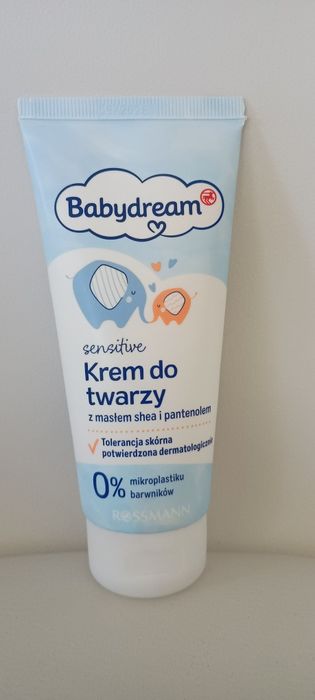 Babydream
sensitive
Krem do
twarzy
z masłem shea i pantenolem
Tolerancja skórna
potwierdzona dermatologicznie
0% mikroplastiku
barwników
ROSSMANN